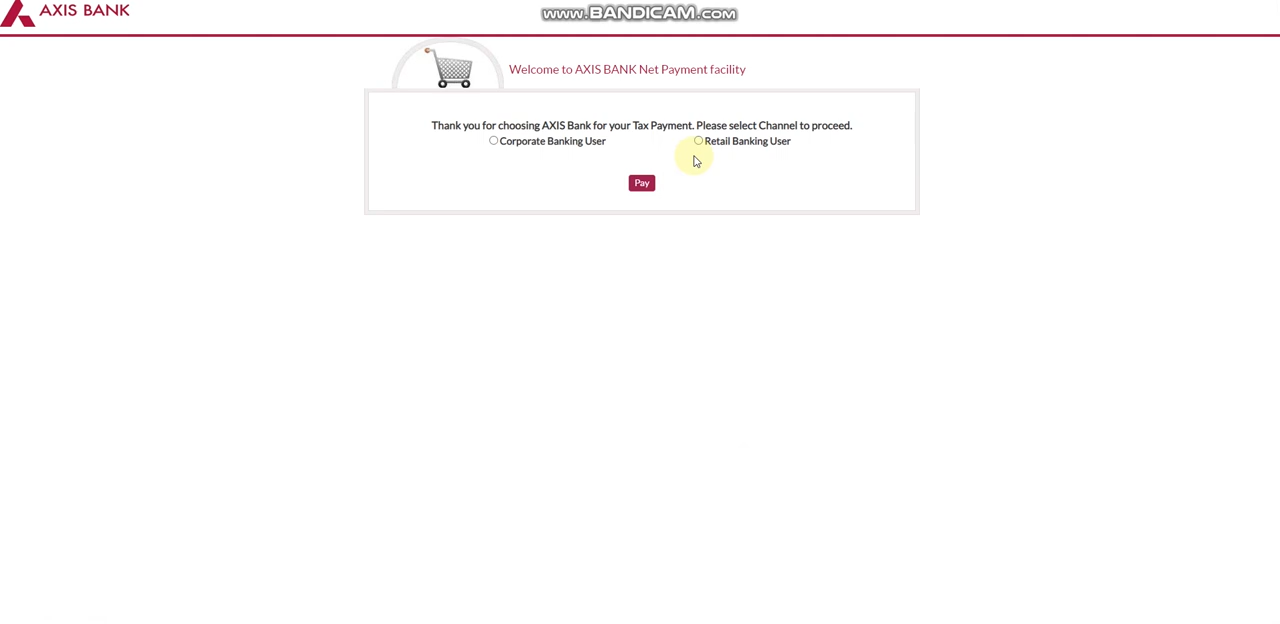 AXIS BANK
www.BANDICAM.com
Welcome to AXIS BANK Net Payment facility
Thank you for choosing AXIS Bank for your Tax Payment. Please select Channel to proceed.
Corporate Banking User
Retail Banking User
Pay